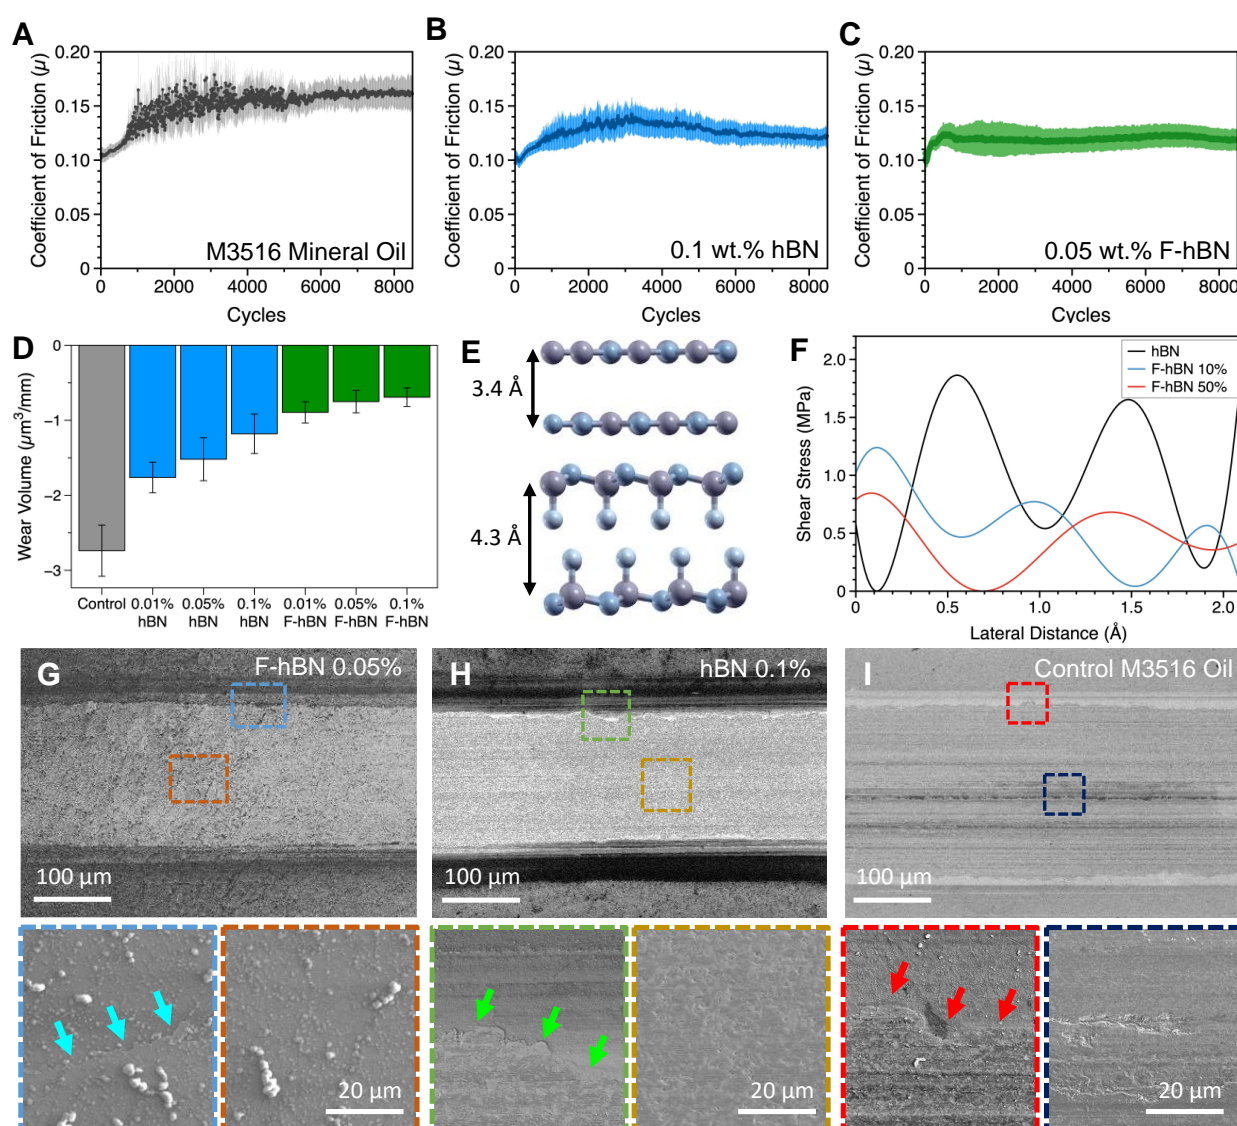 A
B
C
Coefficient of Friction (μ)
0.20
0.15
0.10
0.05
0
M3516 Mineral Oil
0 2000 4000 6000 8000
Cycles
Coefficient of Friction (μ)
0.20
0.15
0.10
0.05
0
0.1 wt.% hBN
0 2000 4000 6000 8000
Cycles
Coefficient of Friction (μ)
0.20
0.15
0.10
0.05
0
0.05 wt.% F-hBN
0 2000 4000 6000 8000
Cycles
D
Wear Volume (μm³/mm)
0
−1
−2
−3
Control 0.01% 0.05% 0.1% 0.01% 0.05% 0.1%
hBN hBN hBN F-hBN F-hBN F-hBN
E
3.4 Å
4.3 Å
F
Shear Stress (MPa)
2.0
1.5
1.0
0.5
0
hBN
F-hBN 10%
F-hBN 50%
0 0.5 1.0 1.5 2.0
Lateral Distance (Å)
G
F-hBN 0.05%
100 μm
H
hBN 0.1%
100 μm
I
Control M3516 Oil
100 μm
20 μm
20 μm
20 μm